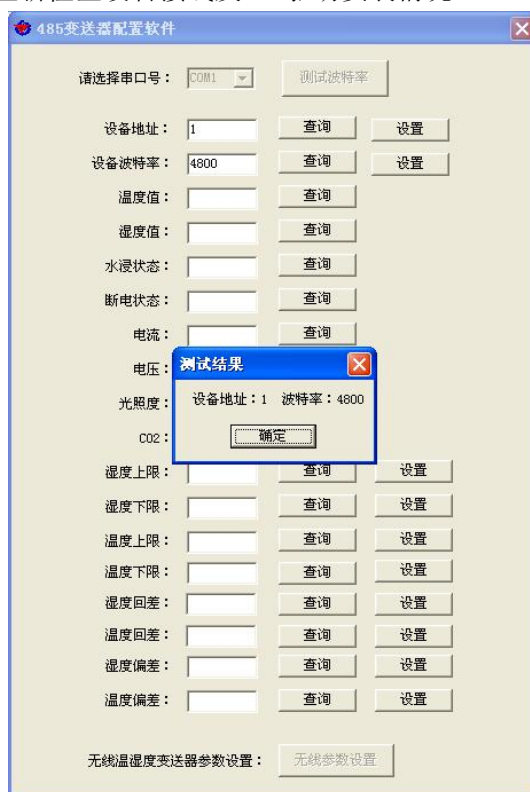 485变送器配置软件
请选择串口号： COM1 测试波特率
设备地址： 1 查询 设置
设备波特率： 4800 查询 设置
温度值： 查询
湿度值： 查询
水浸状态： 查询
断电状态： 查询
电流： 查询
电压：
测试结果
设备地址：1 波特率：4800
光照度：
确定
CO2：
湿度上限： 查询 设置
湿度下限： 查询 设置
温度上限： 查询 设置
温度下限： 查询 设置
湿度回差： 查询 设置
温度回差： 查询 设置
湿度偏差： 查询 设置
温度偏差： 查询 设置
无线温湿度变送器参数设置： 无线参数设置